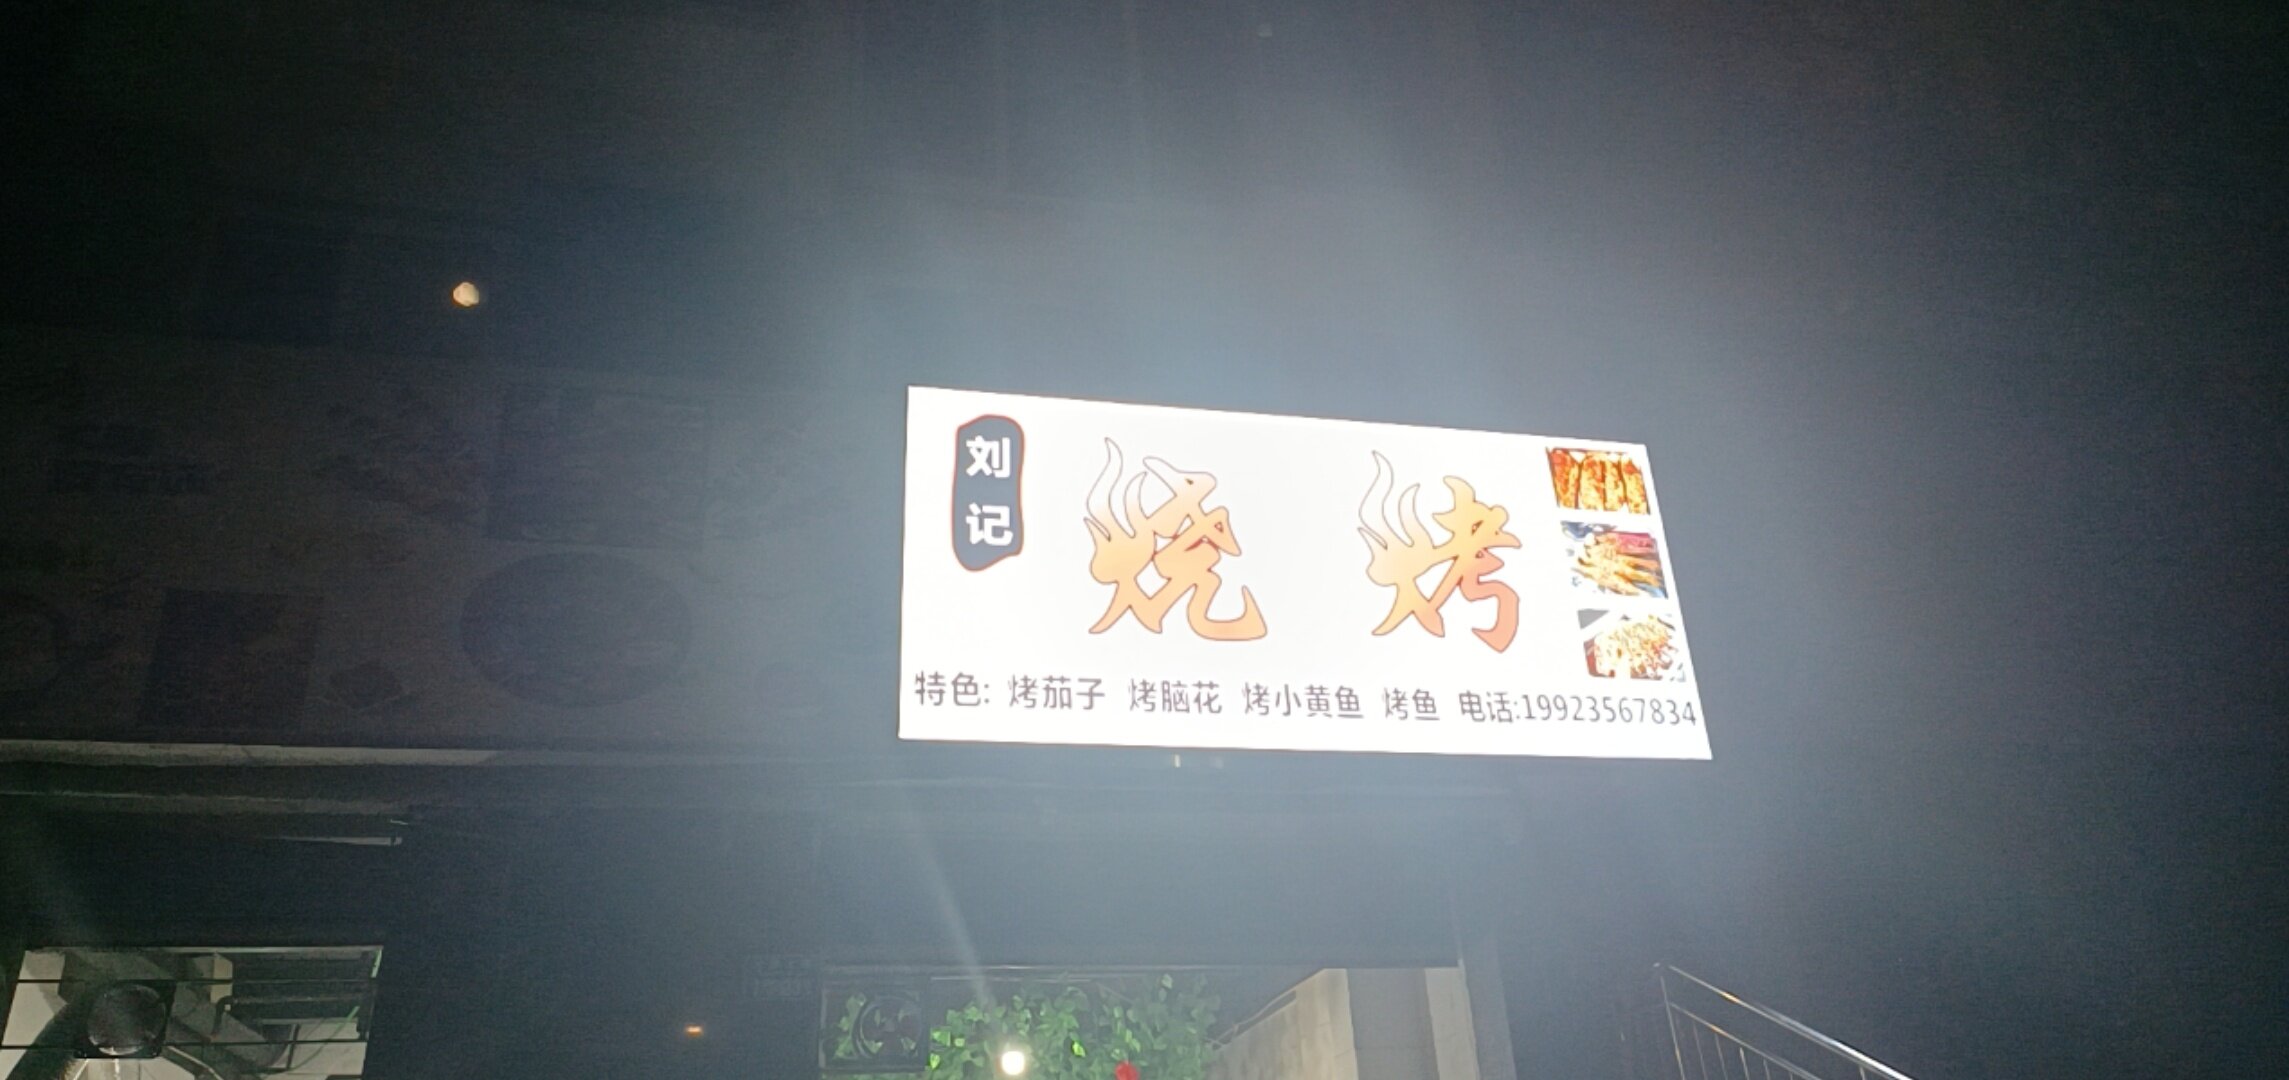 刘记
烧烤
特色: 烤茄子 烤脑花 烤小黄鱼 烤鱼 电话:19923567834